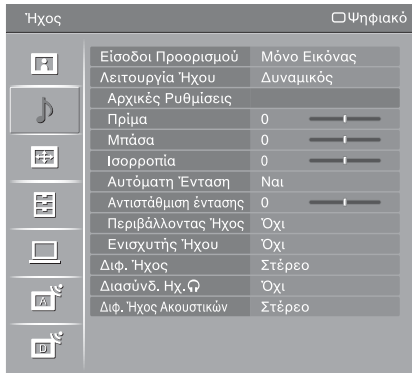 Ήχος Ψηφιακό
Είσοδοι Προορισμού Μόνο Εικόνας
Λειτουργία Ήχου Δυναμικός
Αρχικές Ρυθμίσεις
Πρίμα 0
Μπάσα 0
Ισορροπία 0
Αυτόματη Ένταση Ναι
Αντιστάθμιση έντασης 0
Περιβάλλοντας Ήχος Όχι
Ενισχυτής Ήχου Όχι
Διφ. Ήχος Στέρεο
Διασύνδ. Ηχ. Όχι
Διφ. Ήχος Ακουστικών Στέρεο
A
D